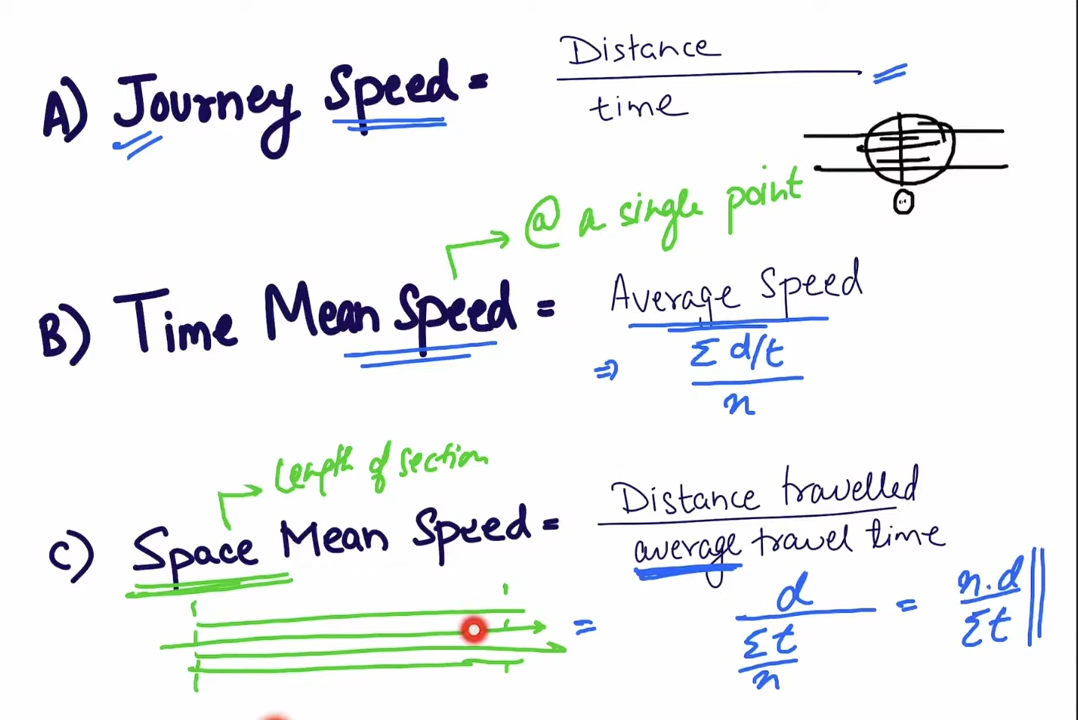 A) Journey Speed = Distance / time =
@ a single point
B) Time Mean Speed = Average Speed
⇒ Σ d/t / n
Length of section
C) Space Mean Speed = Distance travelled / average travel time
= d / Σt / n = n.d / Σt